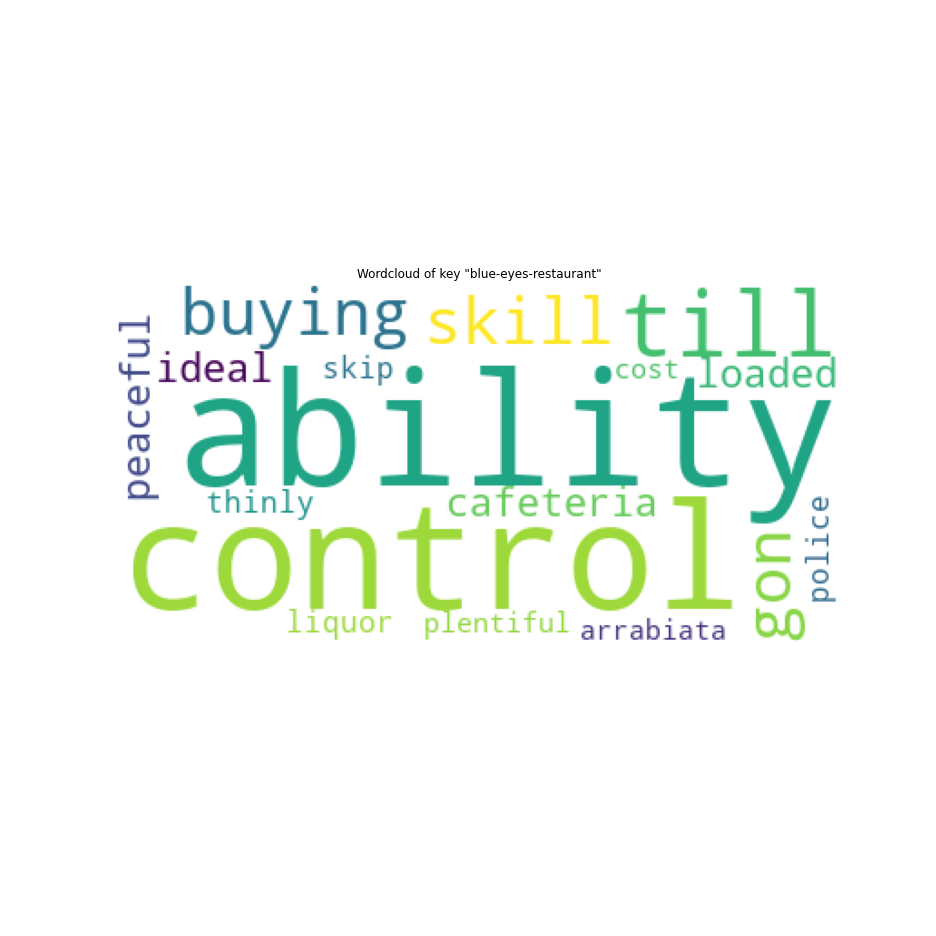 Wordcloud of key "blue-eyes-restaurant"
buying skill till
peaceful
ideal skip cost loaded
ability
thinly cafeteria
control
gon
police
liquor plentiful arrabiata